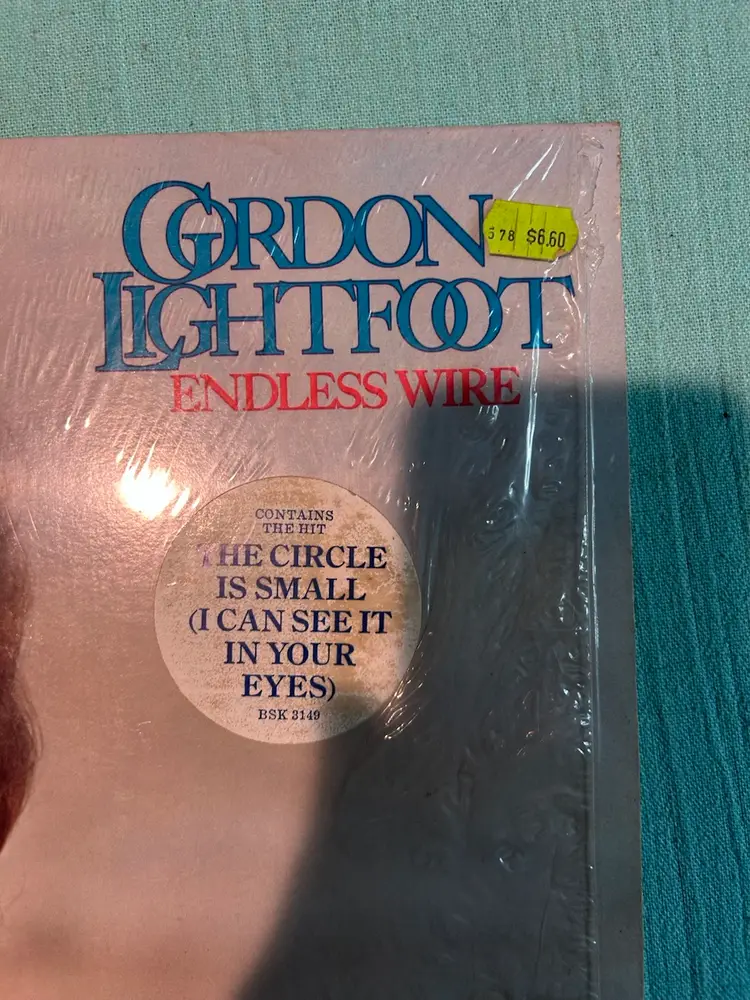 GORDON
LIGHTFOOT
578 $6.60
ENDLESS WIRE
CONTAINS
THE HIT
THE CIRCLE
IS SMALL
(I CAN SEE IT
IN YOUR
EYES)
BSK 3149